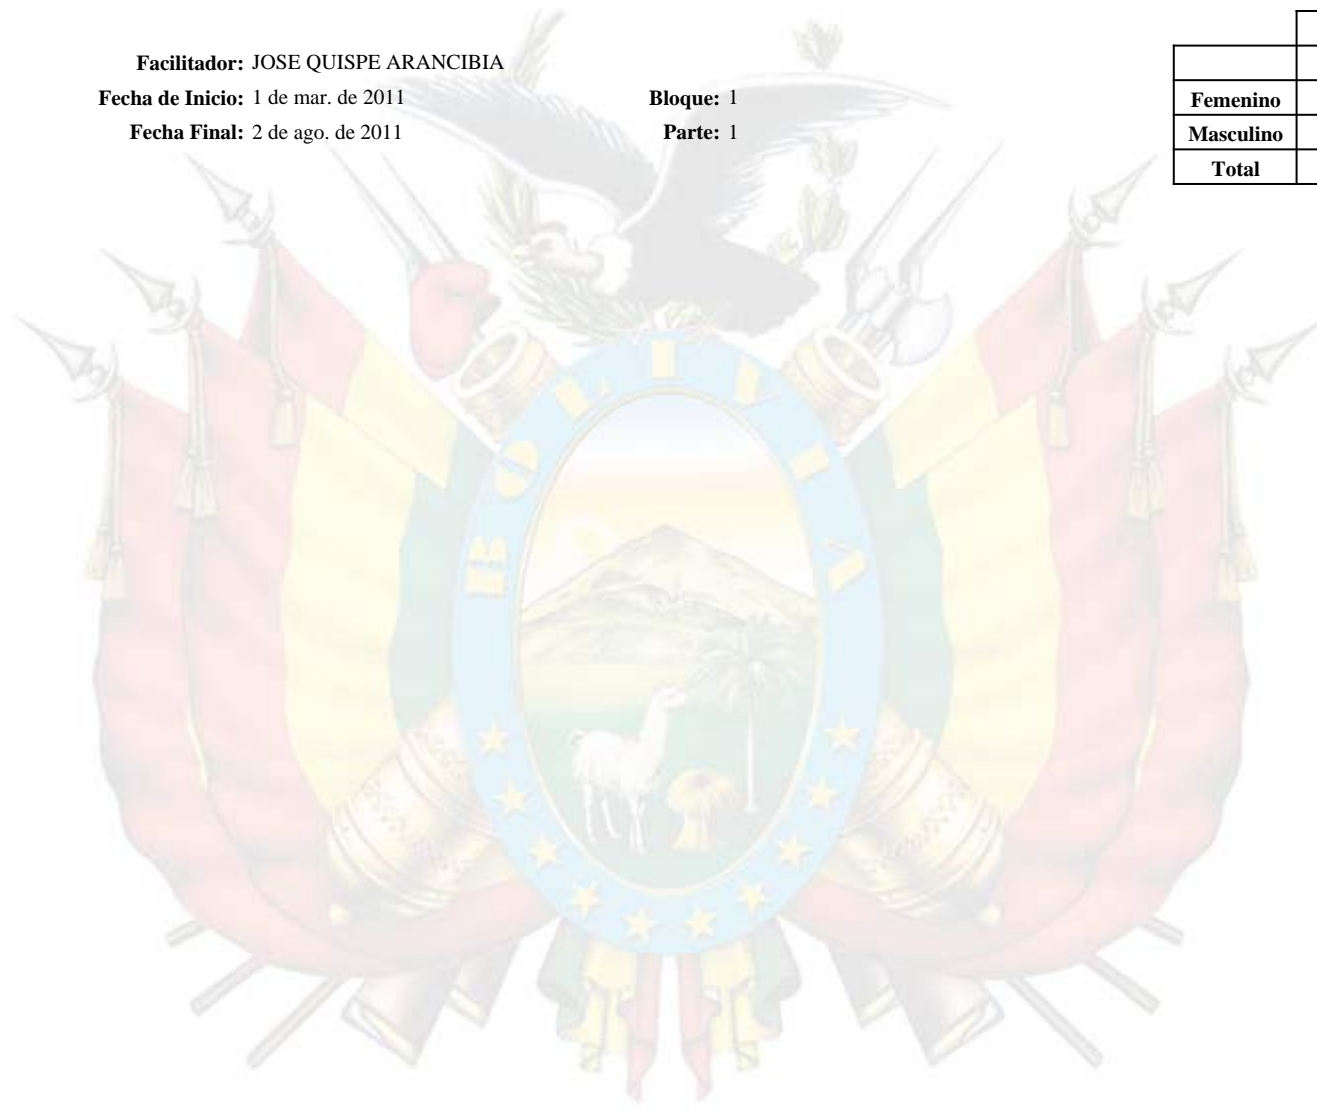 Facilitador: JOSE QUISPE ARANCIBIA
Fecha de Inicio: 1 de mar. de 2011 Bloque: 1
Fecha Final: 2 de ago. de 2011 Parte: 1
Femenino
Masculino
Total
BOLIVIA